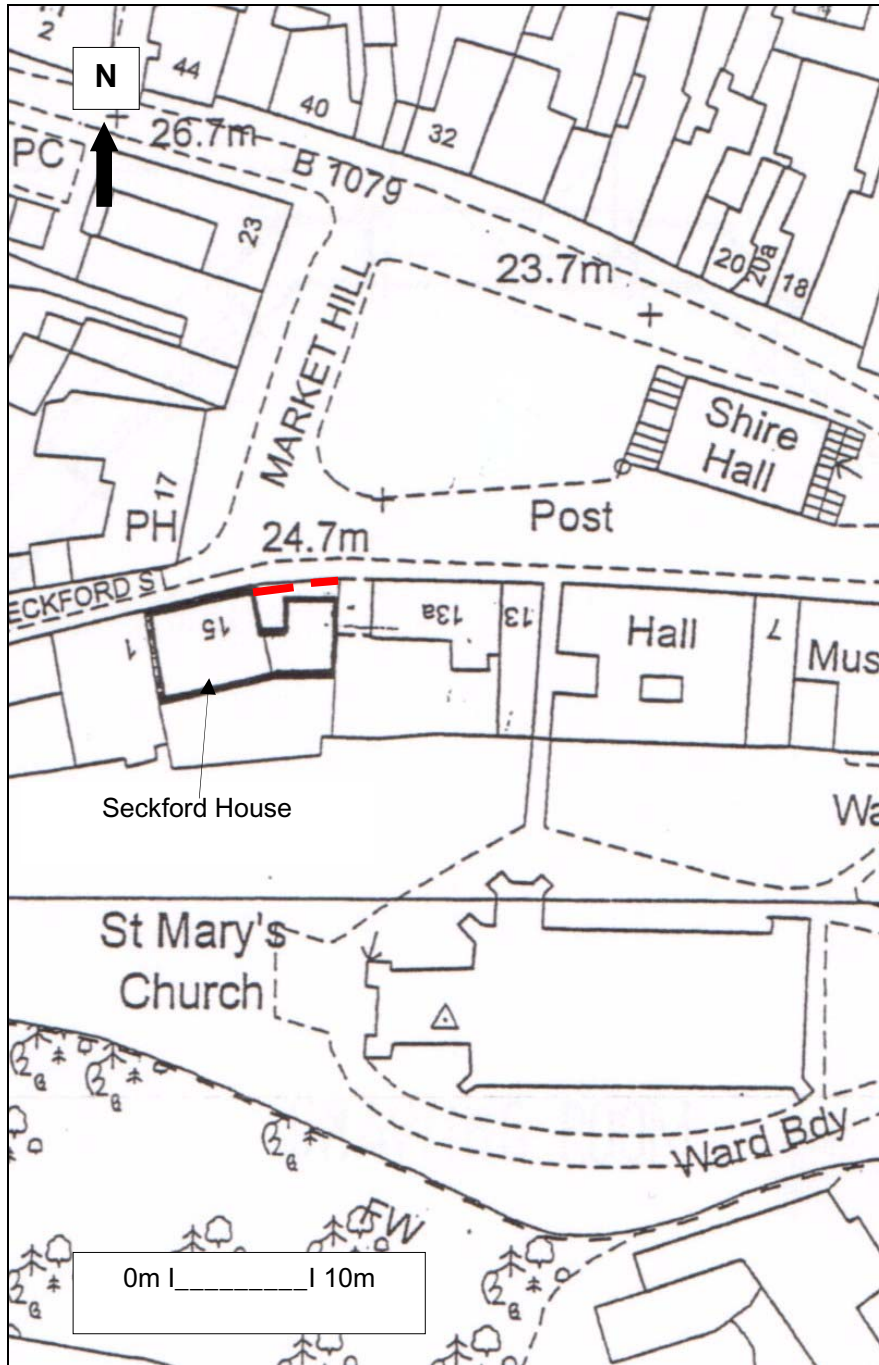 2
44
N
40
26.7m
32
PC
B 1079
23
20
20a
18
23.7m
MARKET HILL
Shire
Hall
17
PH
Post
24.7m
ECKFORD S
1
15
13a
13
Hall
7
Mus
Seckford House
Wa
St Mary's
Church
Ward Bdy
FW
0m I_________I 10m